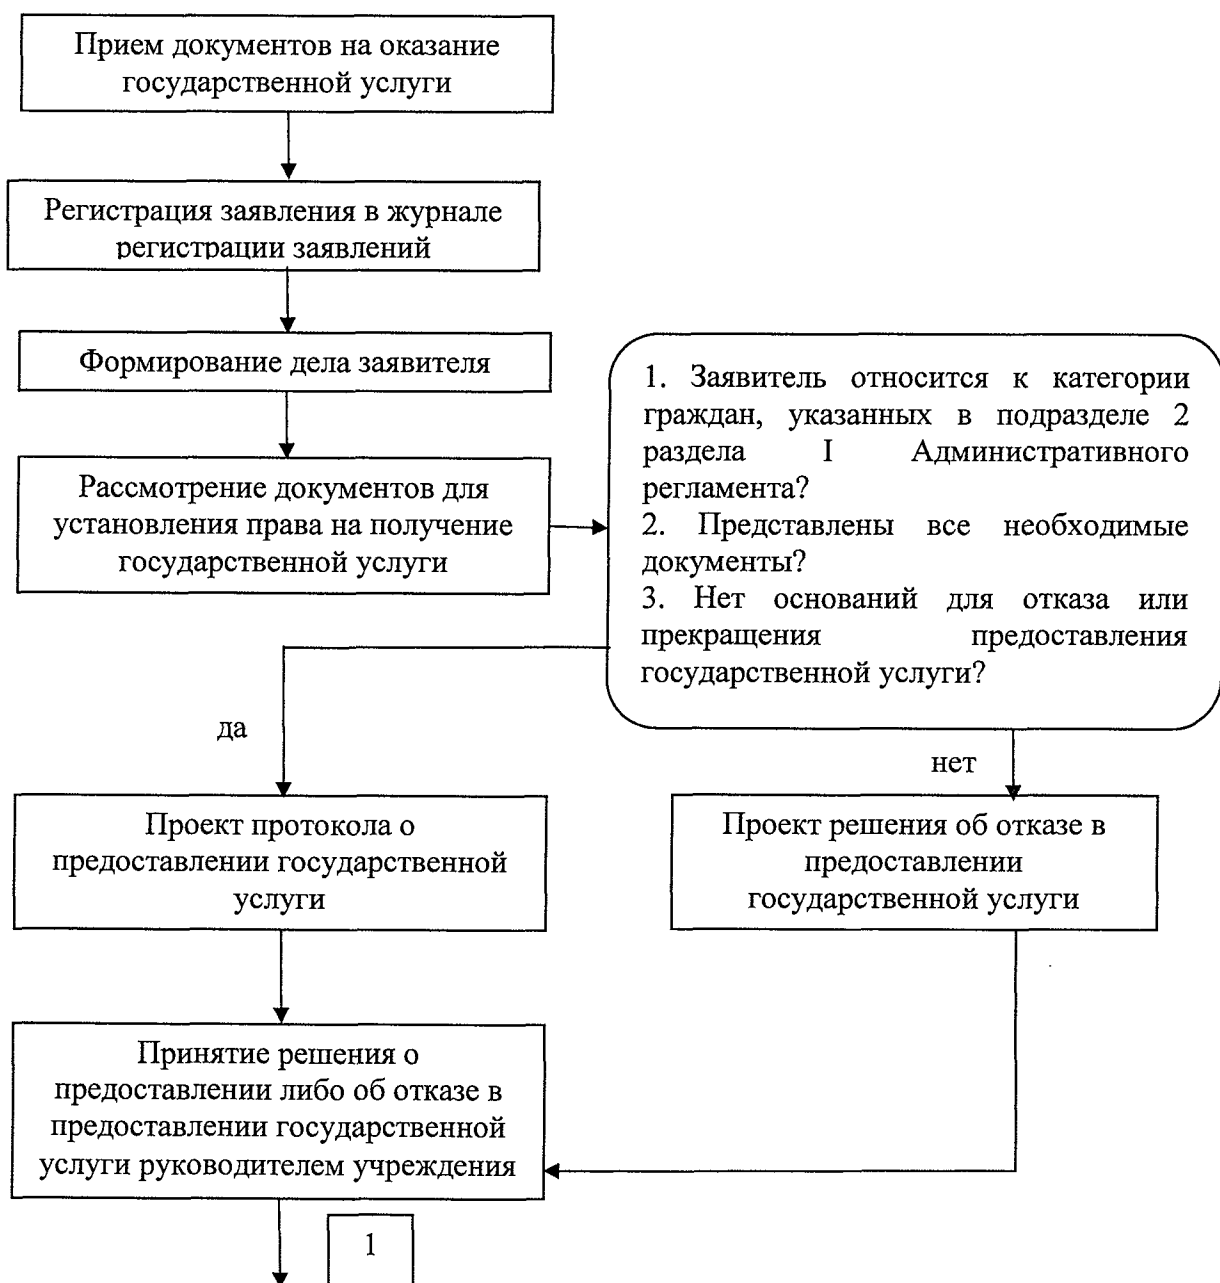 Прием документов на оказание
государственной услуги
Регистрация заявления в журнале
регистрации заявлений
Формирование дела заявителя
Рассмотрение документов для
установления права на получение
государственной услуги
1. Заявитель относится к категории
граждан, указанных в подразделе 2
раздела I Административного
регламента?
2. Представлены все необходимые
документы?
3. Нет оснований для отказа или
прекращения предоставления
государственной услуги?
да
нет
Проект протокола о
предоставлении государственной
услуги
Проект решения об отказе в
предоставлении
государственной услуги
Принятие решения о
предоставлении либо об отказе в
предоставлении государственной
услуги руководителем учреждения
1